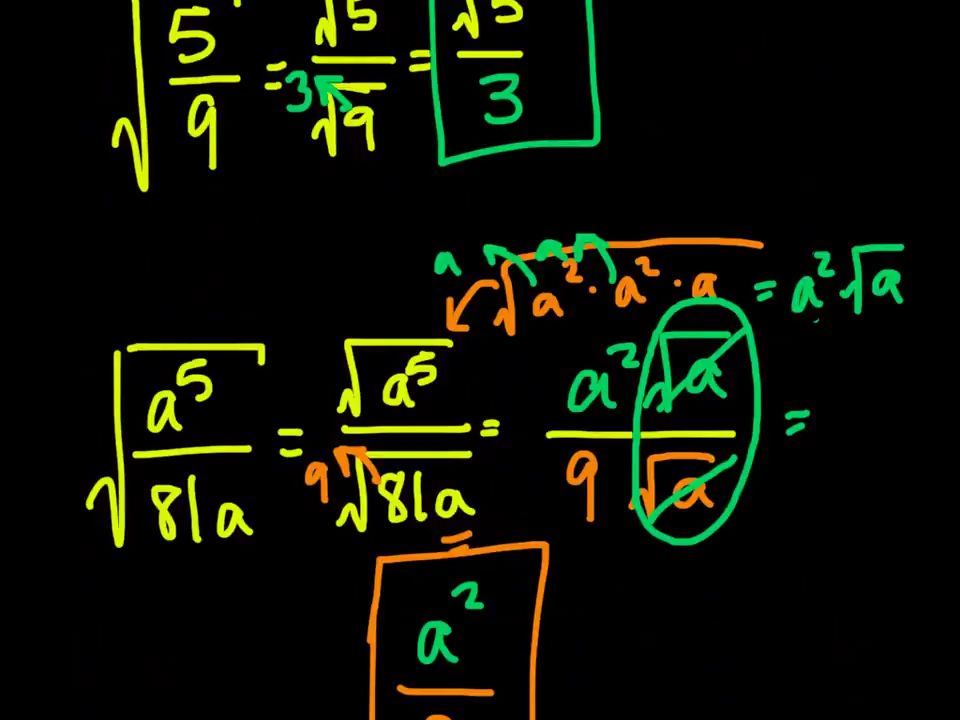 √(5/9) = √5/√9 = √5/3
3
a a √(a²·a²·a) = a²√a
√(a⁵/81a) = √a⁵/√81a = a²√a/9√a =
9
= a²/